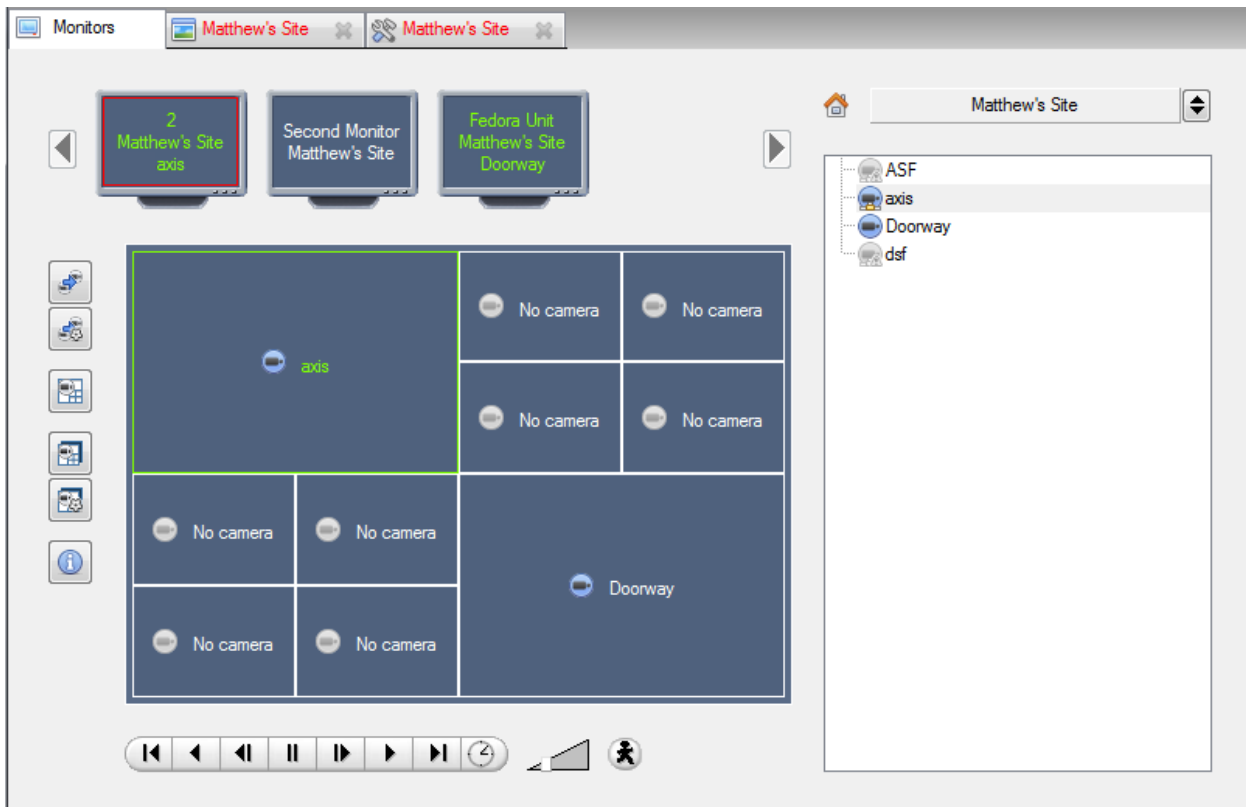 Monitors
Matthew's Site
Matthew's Site
2
Matthew's Site
axis
Second Monitor
Matthew's Site
Fedora Unit
Matthew's Site
Doorway
Matthew's Site
ASF
axis
Doorway
dsf
axis
No camera
No camera
No camera
No camera
No camera
No camera
Doorway
No camera
No camera